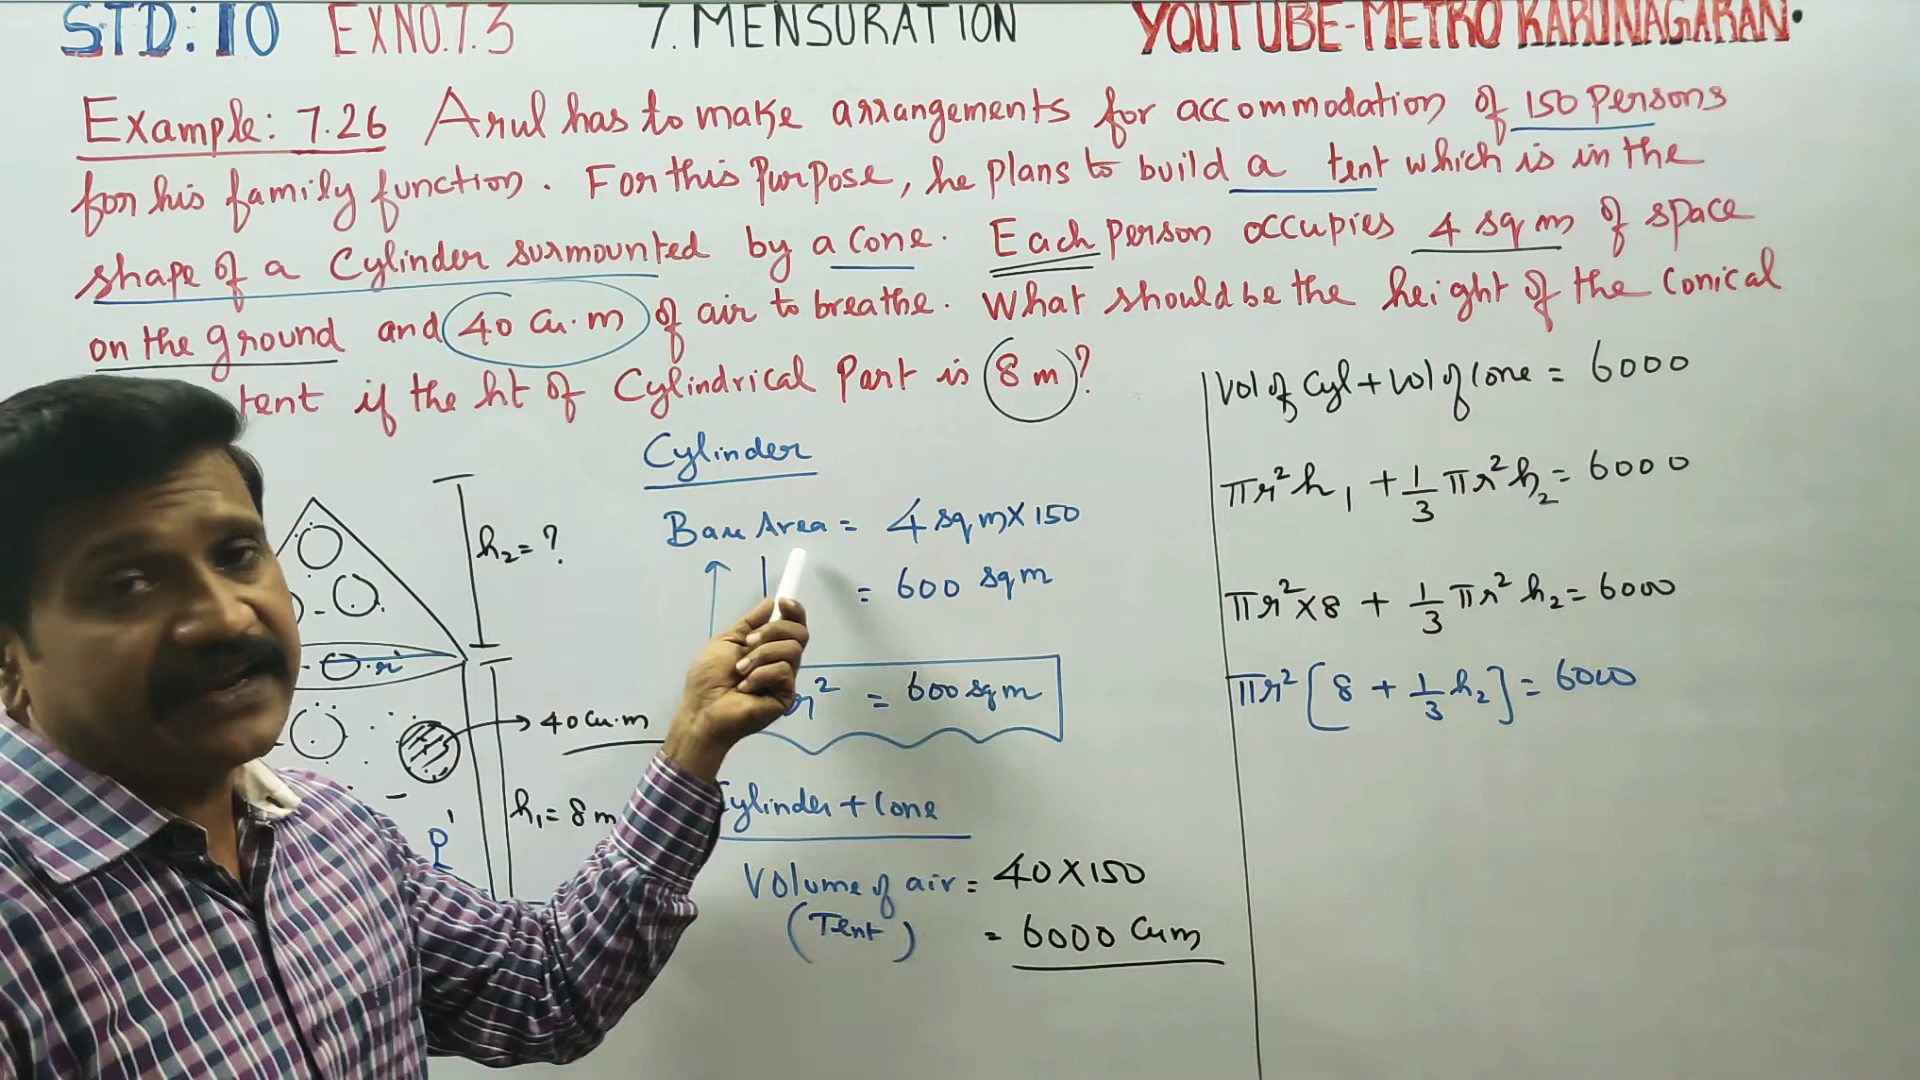 STD: 10 EXNO.7.3 7. MENSURATION YOUTUBE-METRO KARUNAGARAN.
Example: 7.26 Arul has to make arrangements for accommodation of 150 persons
for his family function. For this Purpose, he plans to build a tent which is in the
shape of a Cylinder surmounted by a Cone. Each person occupies 4 sq m of space
on the ground and 40 Cu.m of air to breathe. What should be the height of the Conical
tent if the ht of Cylindrical Part is 8 m?
h₂ = ?
r
→ 40 Cu.m
h₁ = 8 m
Cylinder
Base Area = 4 sq m X 150
= 600 sq m
r² = 600 sq m
Cylinder + Cone
Volume of air = 40 X 150
(Tent) = 6000 Cu m
Vol of Cyl + Vol of Cone = 6000
πr²h₁ + 1/3 πr²h₂ = 6000
πr² x 8 + 1/3 πr² h₂ = 6000
πr² [8 + 1/3 h₂] = 6000